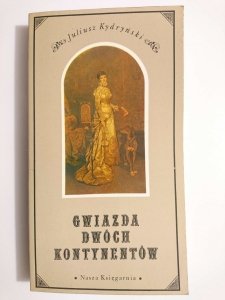 Juliusz Kydryński
GWIAZDA
DWÓCH
KONTYNENTÓW
• Nasza Księgarnia •